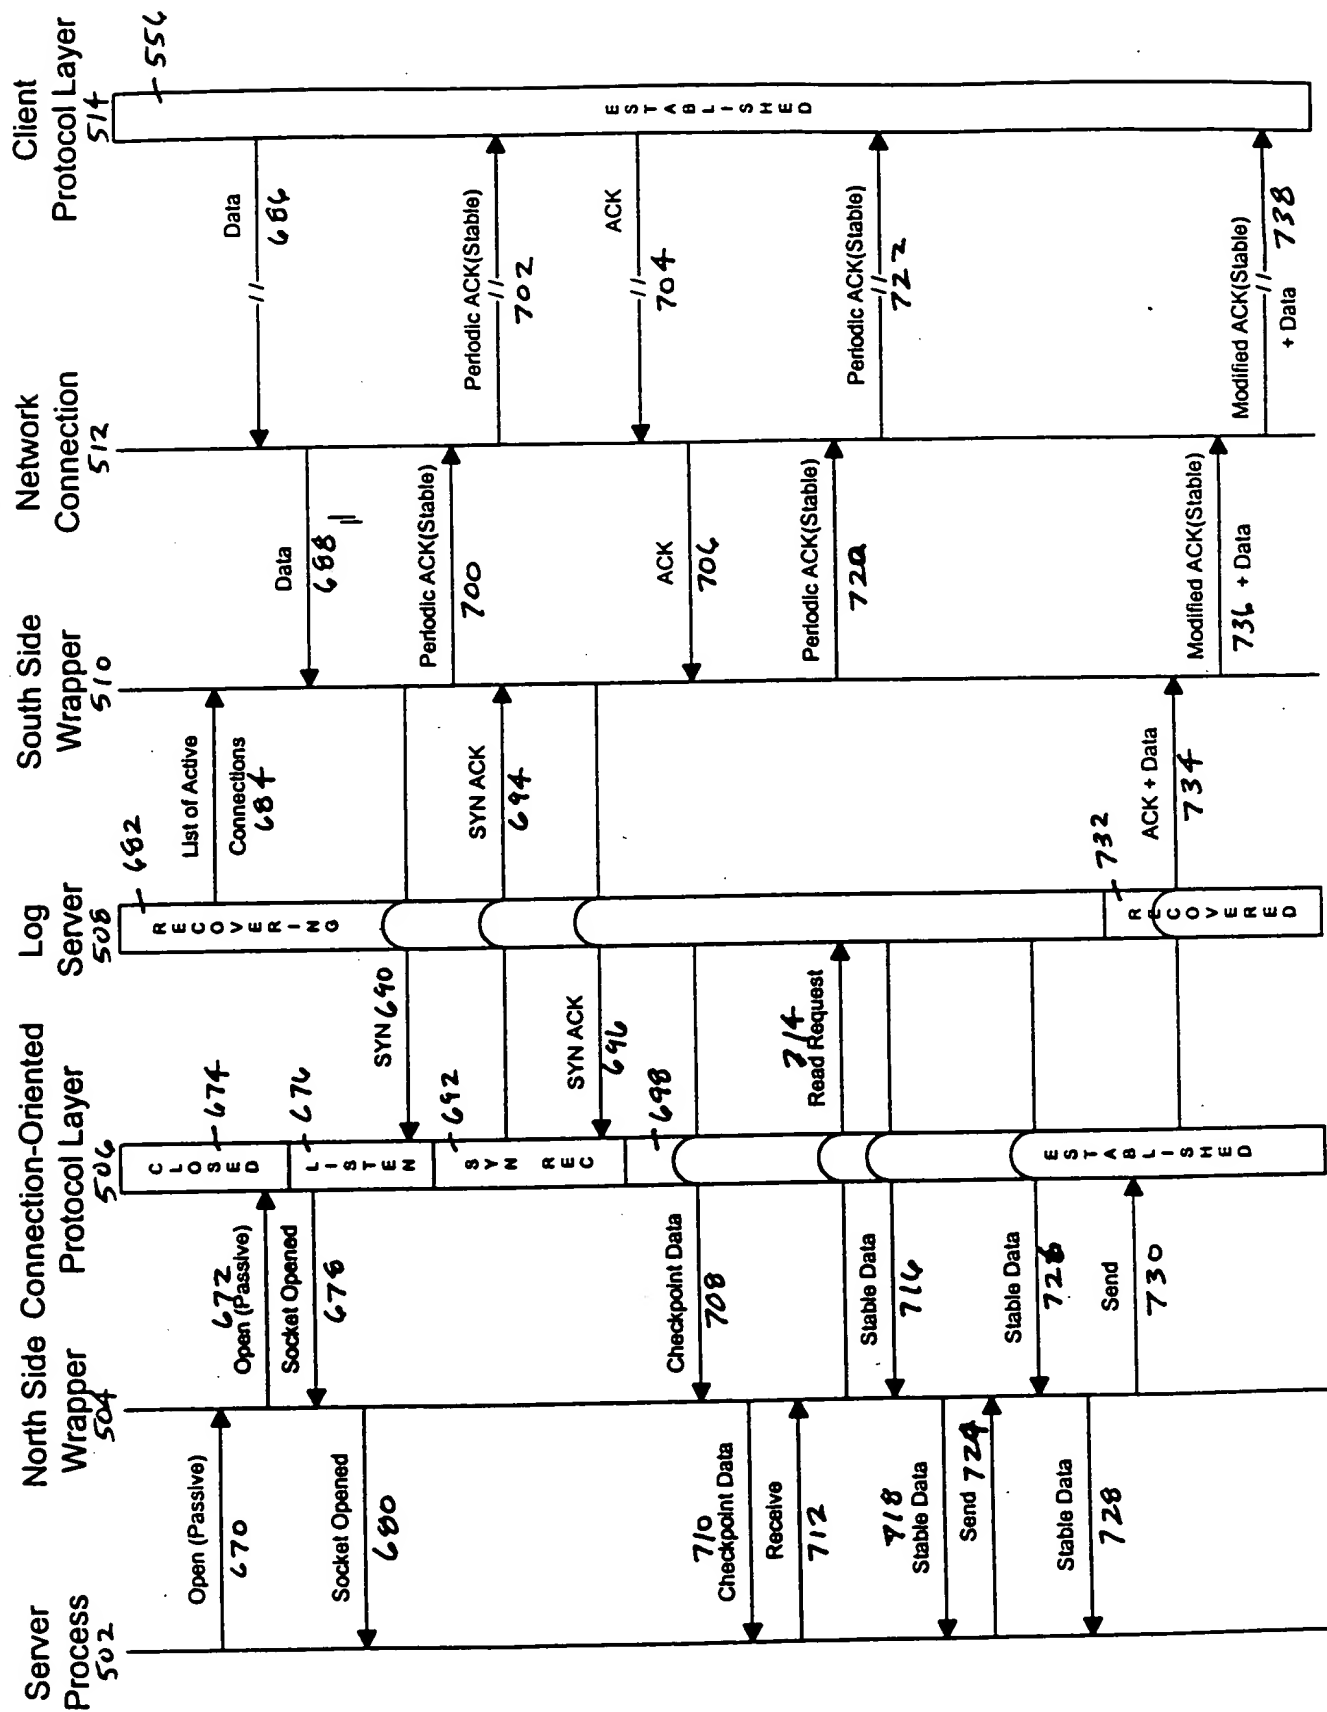 Server
Process
502
North Side
Wrapper
504
Connection-Oriented
Protocol Layer
506
Log
Server
508
South Side
Wrapper
510
Network
Connection
512
Client
Protocol Layer
514
556
Open (Passive)
670
672
Open (Passive)
CLOSED
674
LISTEN
676
Socket Opened
678
Socket Opened
680
RECOVERING
682
List of Active
Connections
684
Data
686
Data
688
SYN 690
SYN REC
692
SYN ACK
694
SYN ACK
696
698
Periodic ACK(Stable)
700
Periodic ACK(Stable)
702
ACK
704
ACK
706
ESTABLISHED
Checkpoint Data
708
710
Checkpoint Data
Receive
712
714
Read Request
Stable Data
716
718
Stable Data
Periodic ACK(Stable)
720
Periodic ACK(Stable)
722
Send 724
Stable Data
726
Stable Data
728
Send
730
ESTABLISHED
RECOVERED
732
ACK + Data
734
Modified ACK(Stable)
736 + Data
Modified ACK(Stable)
+ Data 738